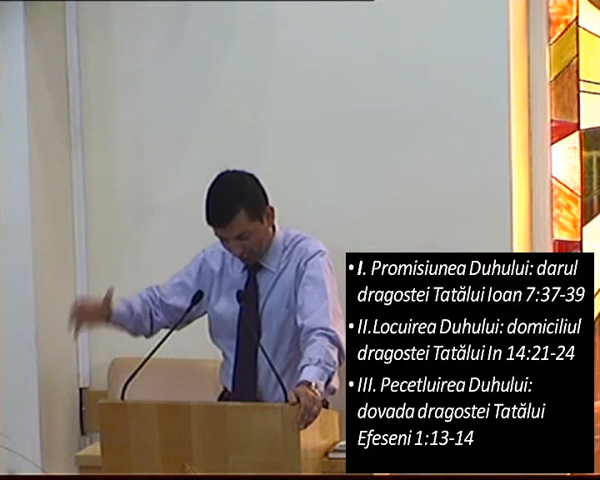 • I. Promisiunea Duhului: darul
dragostei Tatălui Ioan 7:37-39
• II.Locuirea Duhului: domiciliul
dragostei Tatălui In 14:21-24
• III. Pecetluirea Duhului:
dovada dragostei Tatălui
Efeseni 1:13-14